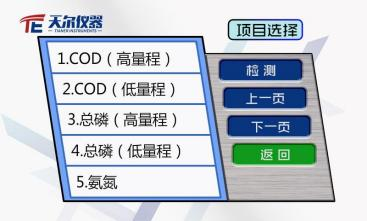 TE 天尔仪器
TIANER INSTRUMENTS
项目选择
1.COD（高量程）
2.COD（低量程）
3.总磷（高量程）
4.总磷（低量程）
5.氨氮
检测
上一页
下一页
返回